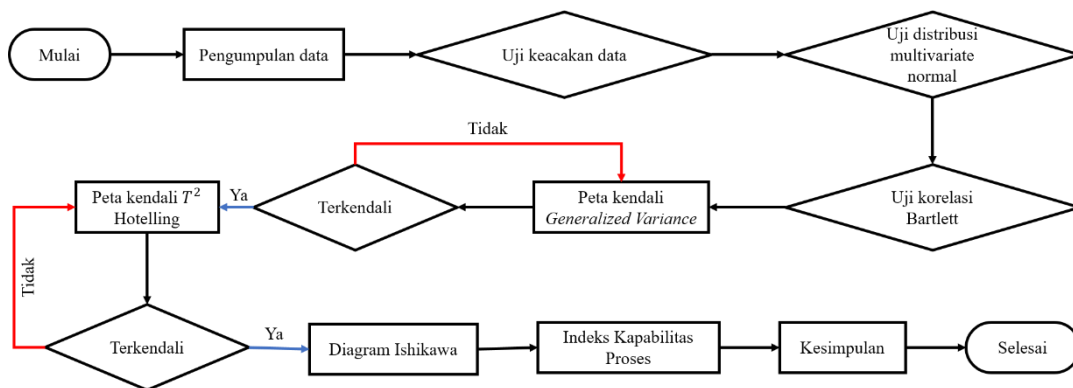 Mulai
Pengumpulan data
Uji keacakan data
Uji distribusi
multivariate
normal
Tidak
Uji korelasi
Bartlett
Peta kendali
Generalized Variance
Terkendali
Ya
Peta kendali T²
Hotelling
Tidak
Terkendali
Ya
Diagram Ishikawa
Indeks Kapabilitas
Proses
Kesimpulan
Selesai